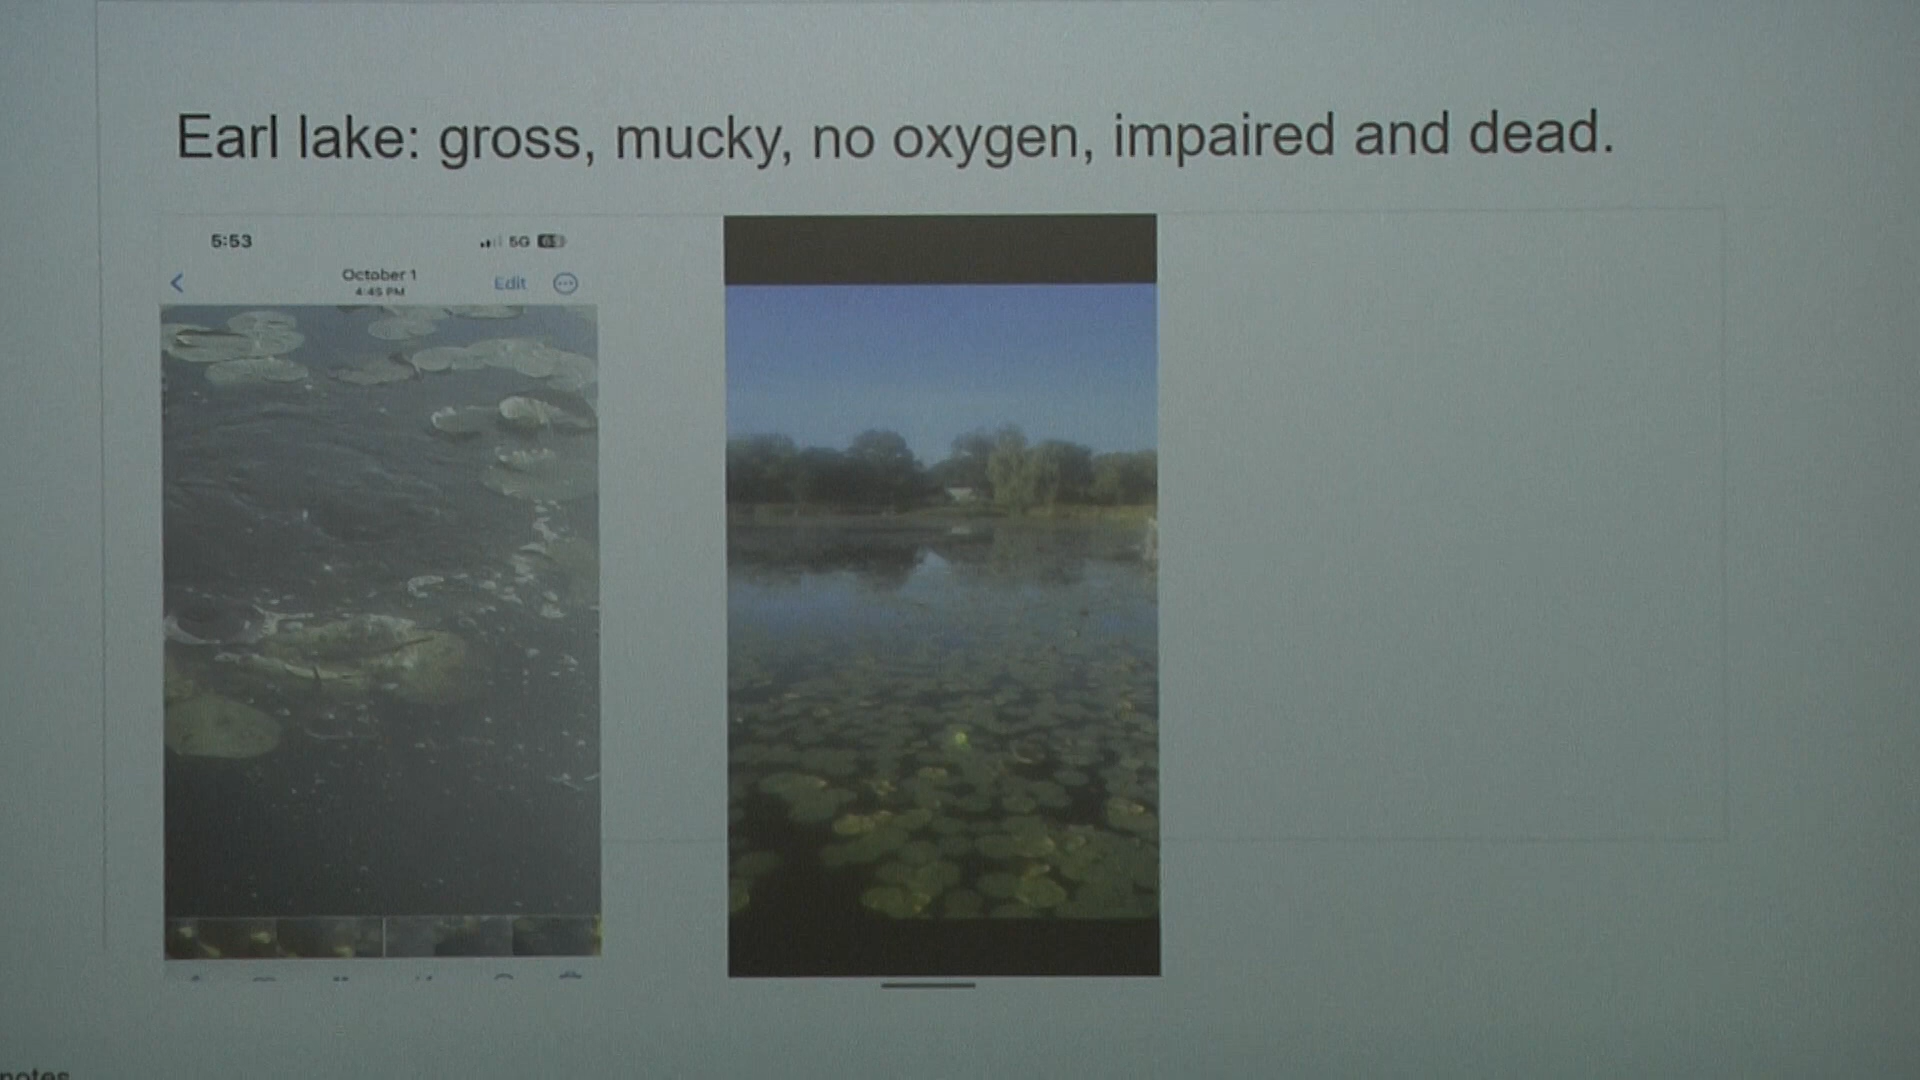 Earl lake: gross, mucky, no oxygen, impaired and dead.
5:53
5G
October 1
Edit
4:45 PM
notes